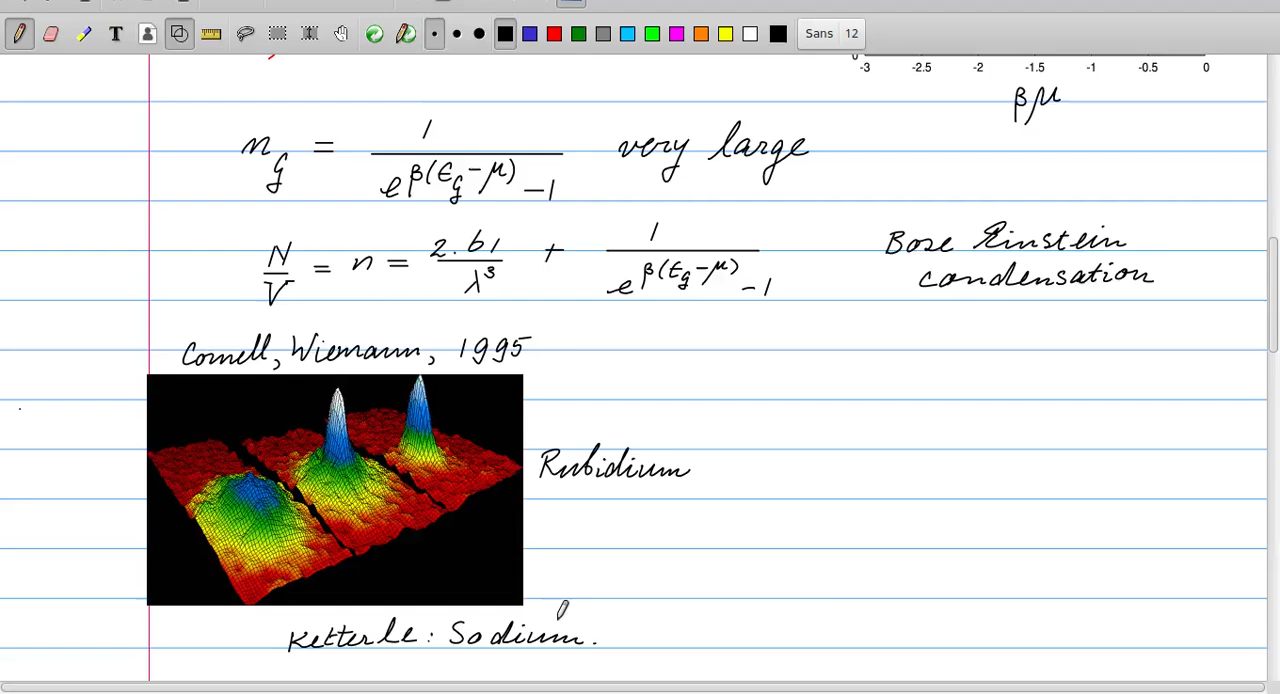 Sans 12
0
-3 -2.5 -2 -1.5 -1 -0.5 0
βμ
n_g = 1 / (e^{β(ε_g-μ)} -1) very large
N/V = n = 2.61/λ³ + 1 / (e^{β(ε_g-μ)} -1)
Bose Einstein
condensation
Cornell, Wiemann, 1995
Rubidium
Ketterle: Sodium.